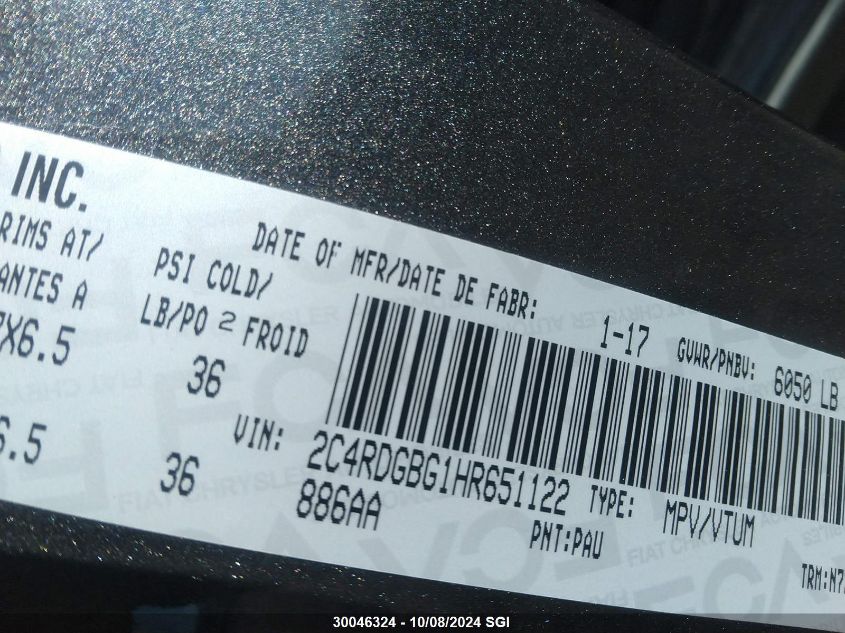 INC.
DATE OF MFR/DATE DE FABR: 1-17 GVWR/PNBV: 6050 LB
RIMS AT/ PSI COLD/
ANTES A LB/PO 2 FROID
X6.5 36
6.5 36
VIN: 2C4RDGBG1HR651122 TYPE: MPV/VTUM
886AA PNT:PAU TRM:N7
30046324 - 10/08/2024 SGI